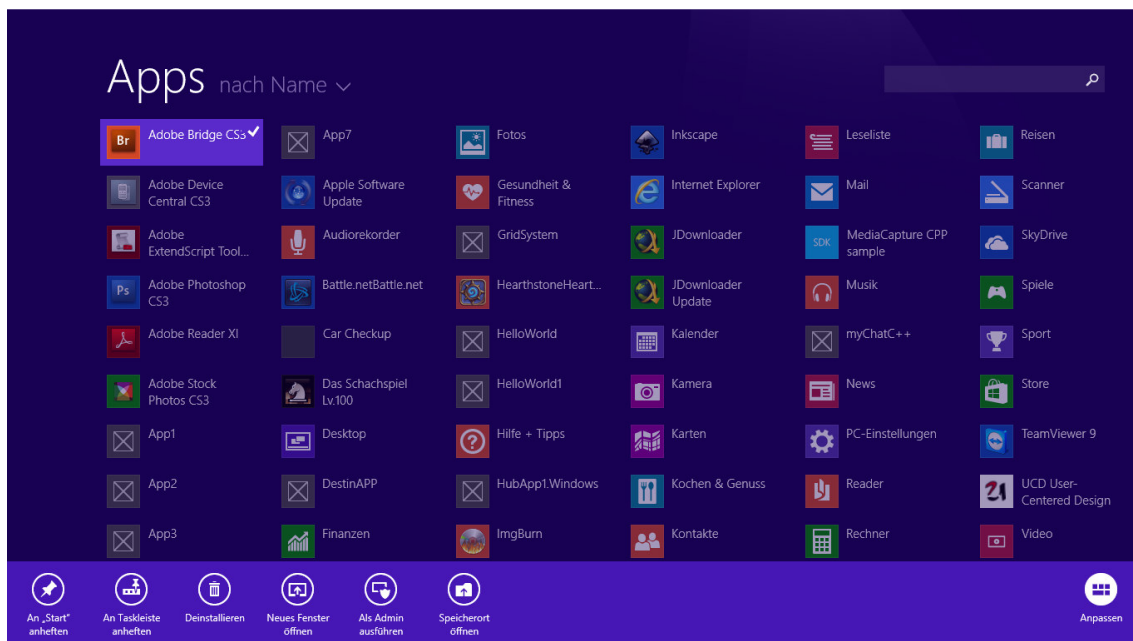 Apps nach Name
Br
Adobe Bridge CS3
Adobe Device
Central CS3
Adobe
ExtendScript Tool...
Ps
Adobe Photoshop
CS3
Adobe Reader XI
Adobe Stock
Photos CS3
App1
App2
App3
App7
Apple Software
Update
Audiorekorder
Battle.netBattle.net
Car Checkup
Das Schachspiel
Lv.100
Desktop
DestinAPP
Finanzen
Fotos
Gesundheit &
Fitness
GridSystem
HearthstoneHeart...
HelloWorld
HelloWorld1
Hilfe + Tipps
HubApp1.Windows
ImgBurn
Inkscape
Internet Explorer
JDownloader
JDownloader
Update
Kalender
Kamera
Karten
Kochen & Genuss
Kontakte
Leseliste
Mail
SDK
MediaCapture CPP
sample
Musik
myChatC++
News
PC-Einstellungen
Reader
Rechner
Reisen
Scanner
SkyDrive
Spiele
Sport
Store
TeamViewer 9
UCD User-
Centered Design
Video
An „Start"
anheften
An Taskleiste
anheften
Deinstallieren
Neues Fenster
öffnen
Als Admin
ausführen
Speicherort
öffnen
Anpassen